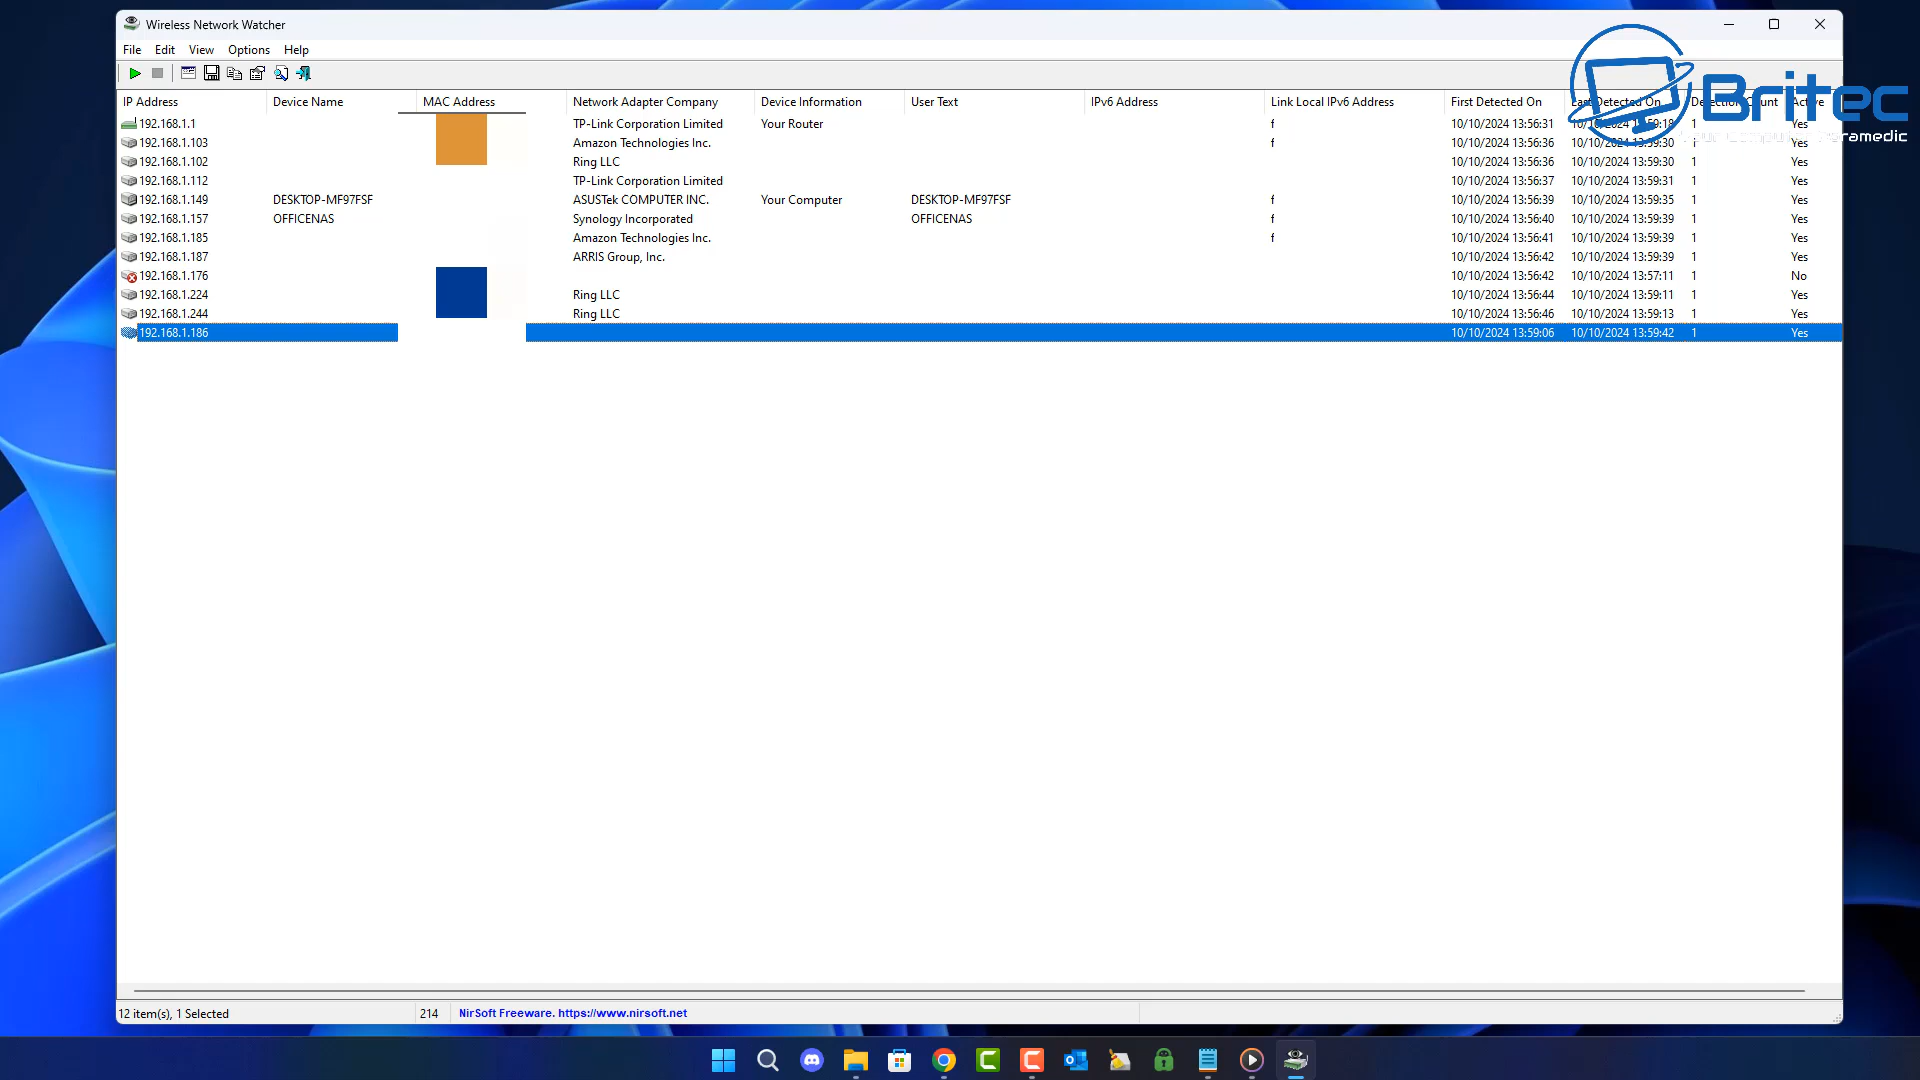 Wireless Network Watcher
File Edit View Options Help
IP Address Device Name MAC Address Network Adapter Company Device Information User Text IPv6 Address Link Local IPv6 Address First Detected On Last Detected On Detection Count Active
192.168.1.1 TP-Link Corporation Limited Your Router f 10/10/2024 13:56:31 1 Yes
192.168.1.103 Amazon Technologies Inc. f 10/10/2024 13:56:36 10/10/2024 13:59:30 1 Yes
192.168.1.102 Ring LLC 10/10/2024 13:56:36 10/10/2024 13:59:30 1 Yes
192.168.1.112 TP-Link Corporation Limited 10/10/2024 13:56:37 10/10/2024 13:59:31 1 Yes
192.168.1.149 DESKTOP-MF97FSF ASUSTek COMPUTER INC. Your Computer DESKTOP-MF97FSF f 10/10/2024 13:56:39 10/10/2024 13:59:35 1 Yes
192.168.1.157 OFFICENAS Synology Incorporated OFFICENAS f 10/10/2024 13:56:40 10/10/2024 13:59:39 1 Yes
192.168.1.185 Amazon Technologies Inc. f 10/10/2024 13:56:41 10/10/2024 13:59:39 1 Yes
192.168.1.187 ARRIS Group, Inc. 10/10/2024 13:56:42 10/10/2024 13:59:39 1 Yes
192.168.1.176 10/10/2024 13:56:42 10/10/2024 13:57:11 1 No
192.168.1.224 Ring LLC 10/10/2024 13:56:44 10/10/2024 13:59:11 1 Yes
192.168.1.244 Ring LLC 10/10/2024 13:56:46 10/10/2024 13:59:13 1 Yes
192.168.1.186 10/10/2024 13:59:06 10/10/2024 13:59:42 1 Yes
Britec
12 item(s), 1 Selected 214 NirSoft Freeware. https://www.nirsoft.net